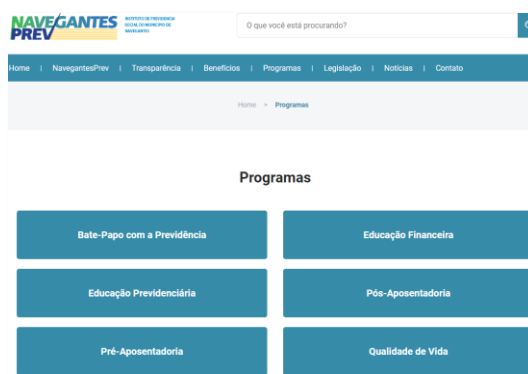 NAVEGANTES
PREV
INSTITUTO DE PREVIDÊNCIA
SOCIAL DO MUNICÍPIO DE
NAVEGANTES
O que você está procurando?
Home | NavegantesPrev | Transparência | Benefícios | Programas | Legislação | Notícias | Contato
Home > Programas
Programas
Bate-Papo com a Previdência
Educação Financeira
Educação Previdenciária
Pós-Aposentadoria
Pré-Aposentadoria
Qualidade de Vida